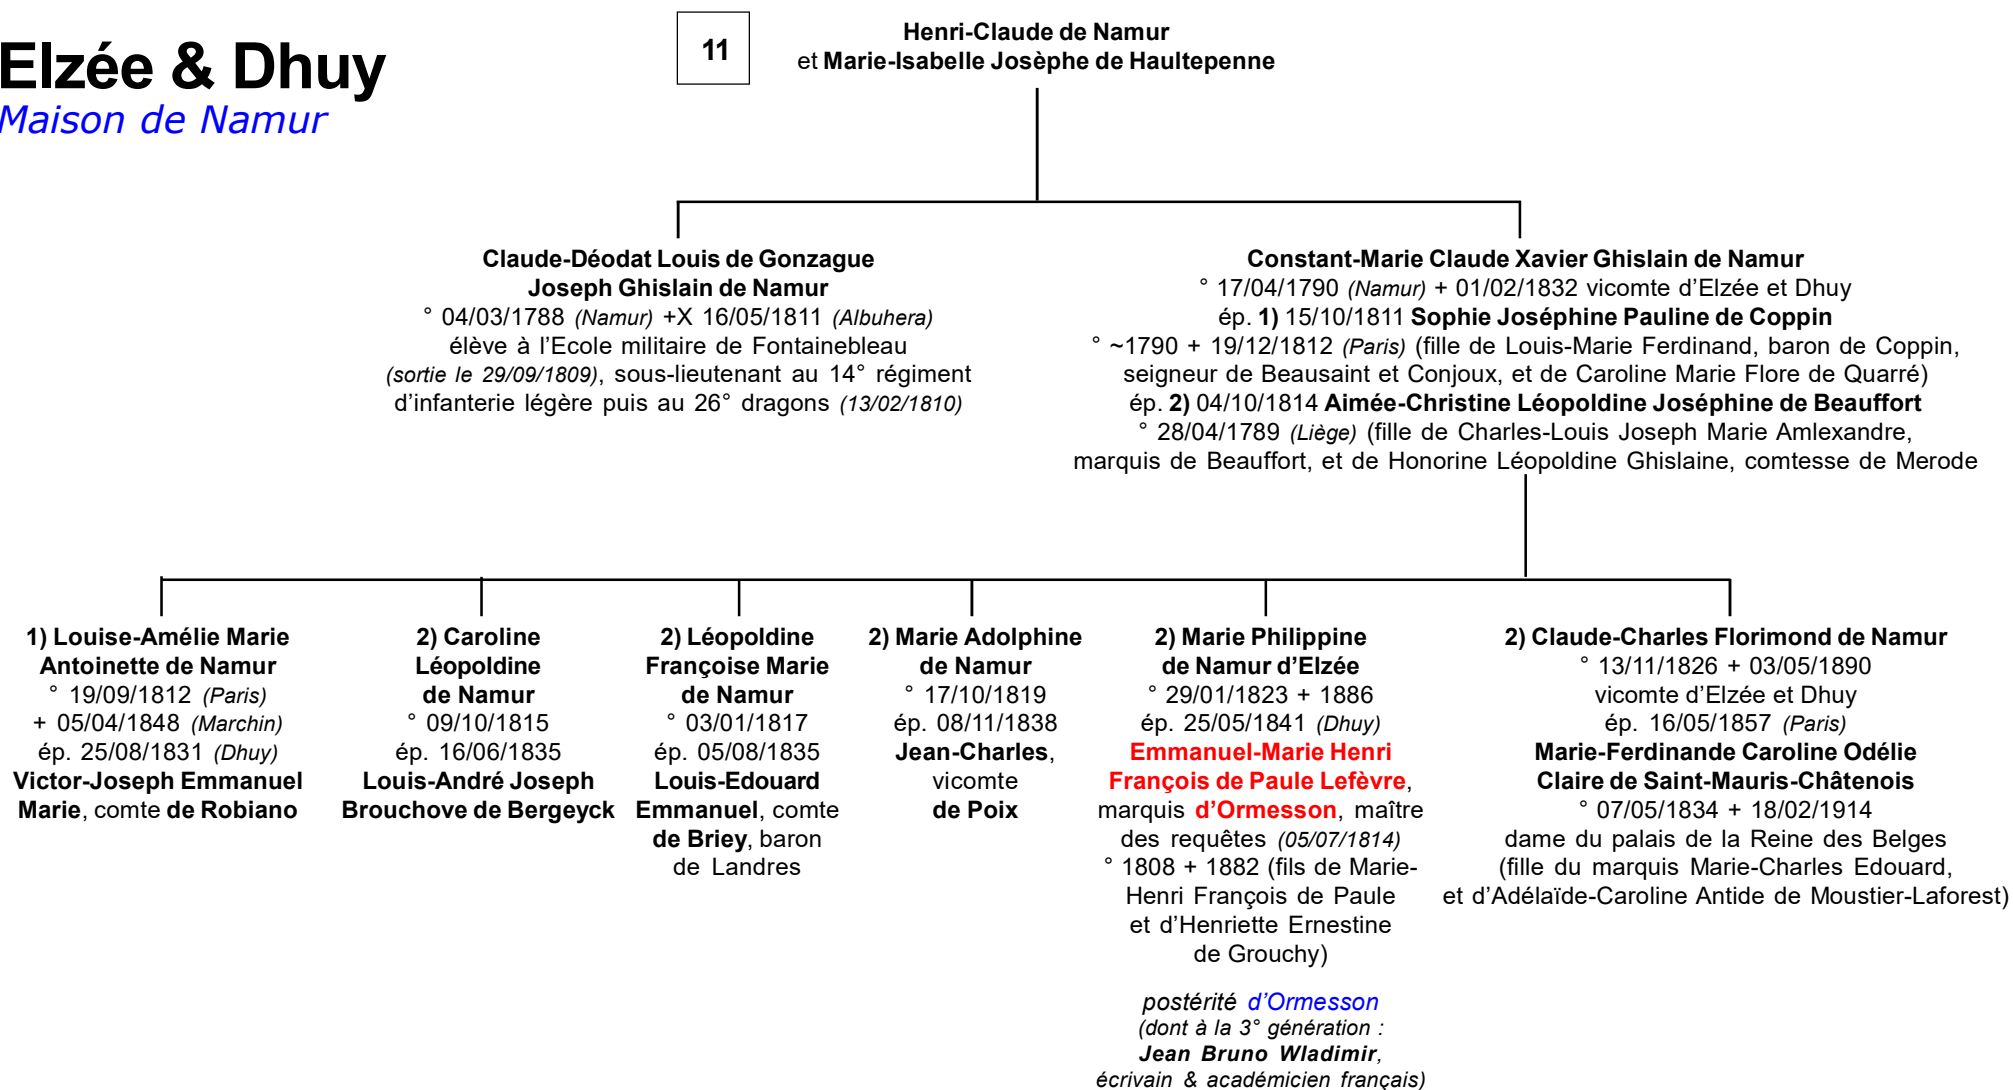 Elzée & Dhuy
Maison de Namur
11
Henri-Claude de Namur
et Marie-Isabelle Josèphe de Haultepenne
Claude-Déodat Louis de Gonzague
Joseph Ghislain de Namur
° 04/03/1788 (Namur) +X 16/05/1811 (Albuhera)
élève à l’Ecole militaire de Fontainebleau
(sortie le 29/09/1809), sous-lieutenant au 14° régiment
d’infanterie légère puis au 26° dragons (13/02/1810)
Constant-Marie Claude Xavier Ghislain de Namur
° 17/04/1790 (Namur) + 01/02/1832 vicomte d’Elzée et Dhuy
ép. 1) 15/10/1811 Sophie Joséphine Pauline de Coppin
° ~1790 + 19/12/1812 (Paris) (fille de Louis-Marie Ferdinand, baron de Coppin,
seigneur de Beausaint et Conjoux, et de Caroline Marie Flore de Quarré)
ép. 2) 04/10/1814 Aimée-Christine Léopoldine Joséphine de Beauffort
° 28/04/1789 (Liège) (fille de Charles-Louis Joseph Marie Amlexandre,
marquis de Beauffort, et de Honorine Léopoldine Ghislaine, comtesse de Merode
1) Louise-Amélie Marie
Antoinette de Namur
° 19/09/1812 (Paris)
+ 05/04/1848 (Marchin)
ép. 25/08/1831 (Dhuy)
Victor-Joseph Emmanuel
Marie, comte de Robiano
2) Caroline
Léopoldine
de Namur
° 09/10/1815
ép. 16/06/1835
Louis-André Joseph
Brouchove de Bergeyck
2) Léopoldine
Françoise Marie
de Namur
° 03/01/1817
ép. 05/08/1835
Louis-Edouard
Emmanuel, comte
de Briey, baron
de Landres
2) Marie Adolphine
de Namur
° 17/10/1819
ép. 08/11/1838
Jean-Charles,
vicomte
de Poix
2) Marie Philippine
de Namur d’Elzée
° 29/01/1823 + 1886
ép. 25/05/1841 (Dhuy)
Emmanuel-Marie Henri
François de Paule Lefèvre,
marquis d’Ormesson, maître
des requêtes (05/07/1814)
° 1808 + 1882 (fils de Marie-
Henri François de Paule
et d’Henriette Ernestine
de Grouchy)
postérité d’Ormesson
(dont à la 3° génération :
Jean Bruno Wladimir,
écrivain & académicien français)
2) Claude-Charles Florimond de Namur
° 13/11/1826 + 03/05/1890
vicomte d’Elzée et Dhuy
ép. 16/05/1857 (Paris)
Marie-Ferdinande Caroline Odélie
Claire de Saint-Mauris-Châtenois
° 07/05/1834 + 18/02/1914
dame du palais de la Reine des Belges
(fille du marquis Marie-Charles Edouard,
et d’Adélaïde-Caroline Antide de Moustier-Laforest)